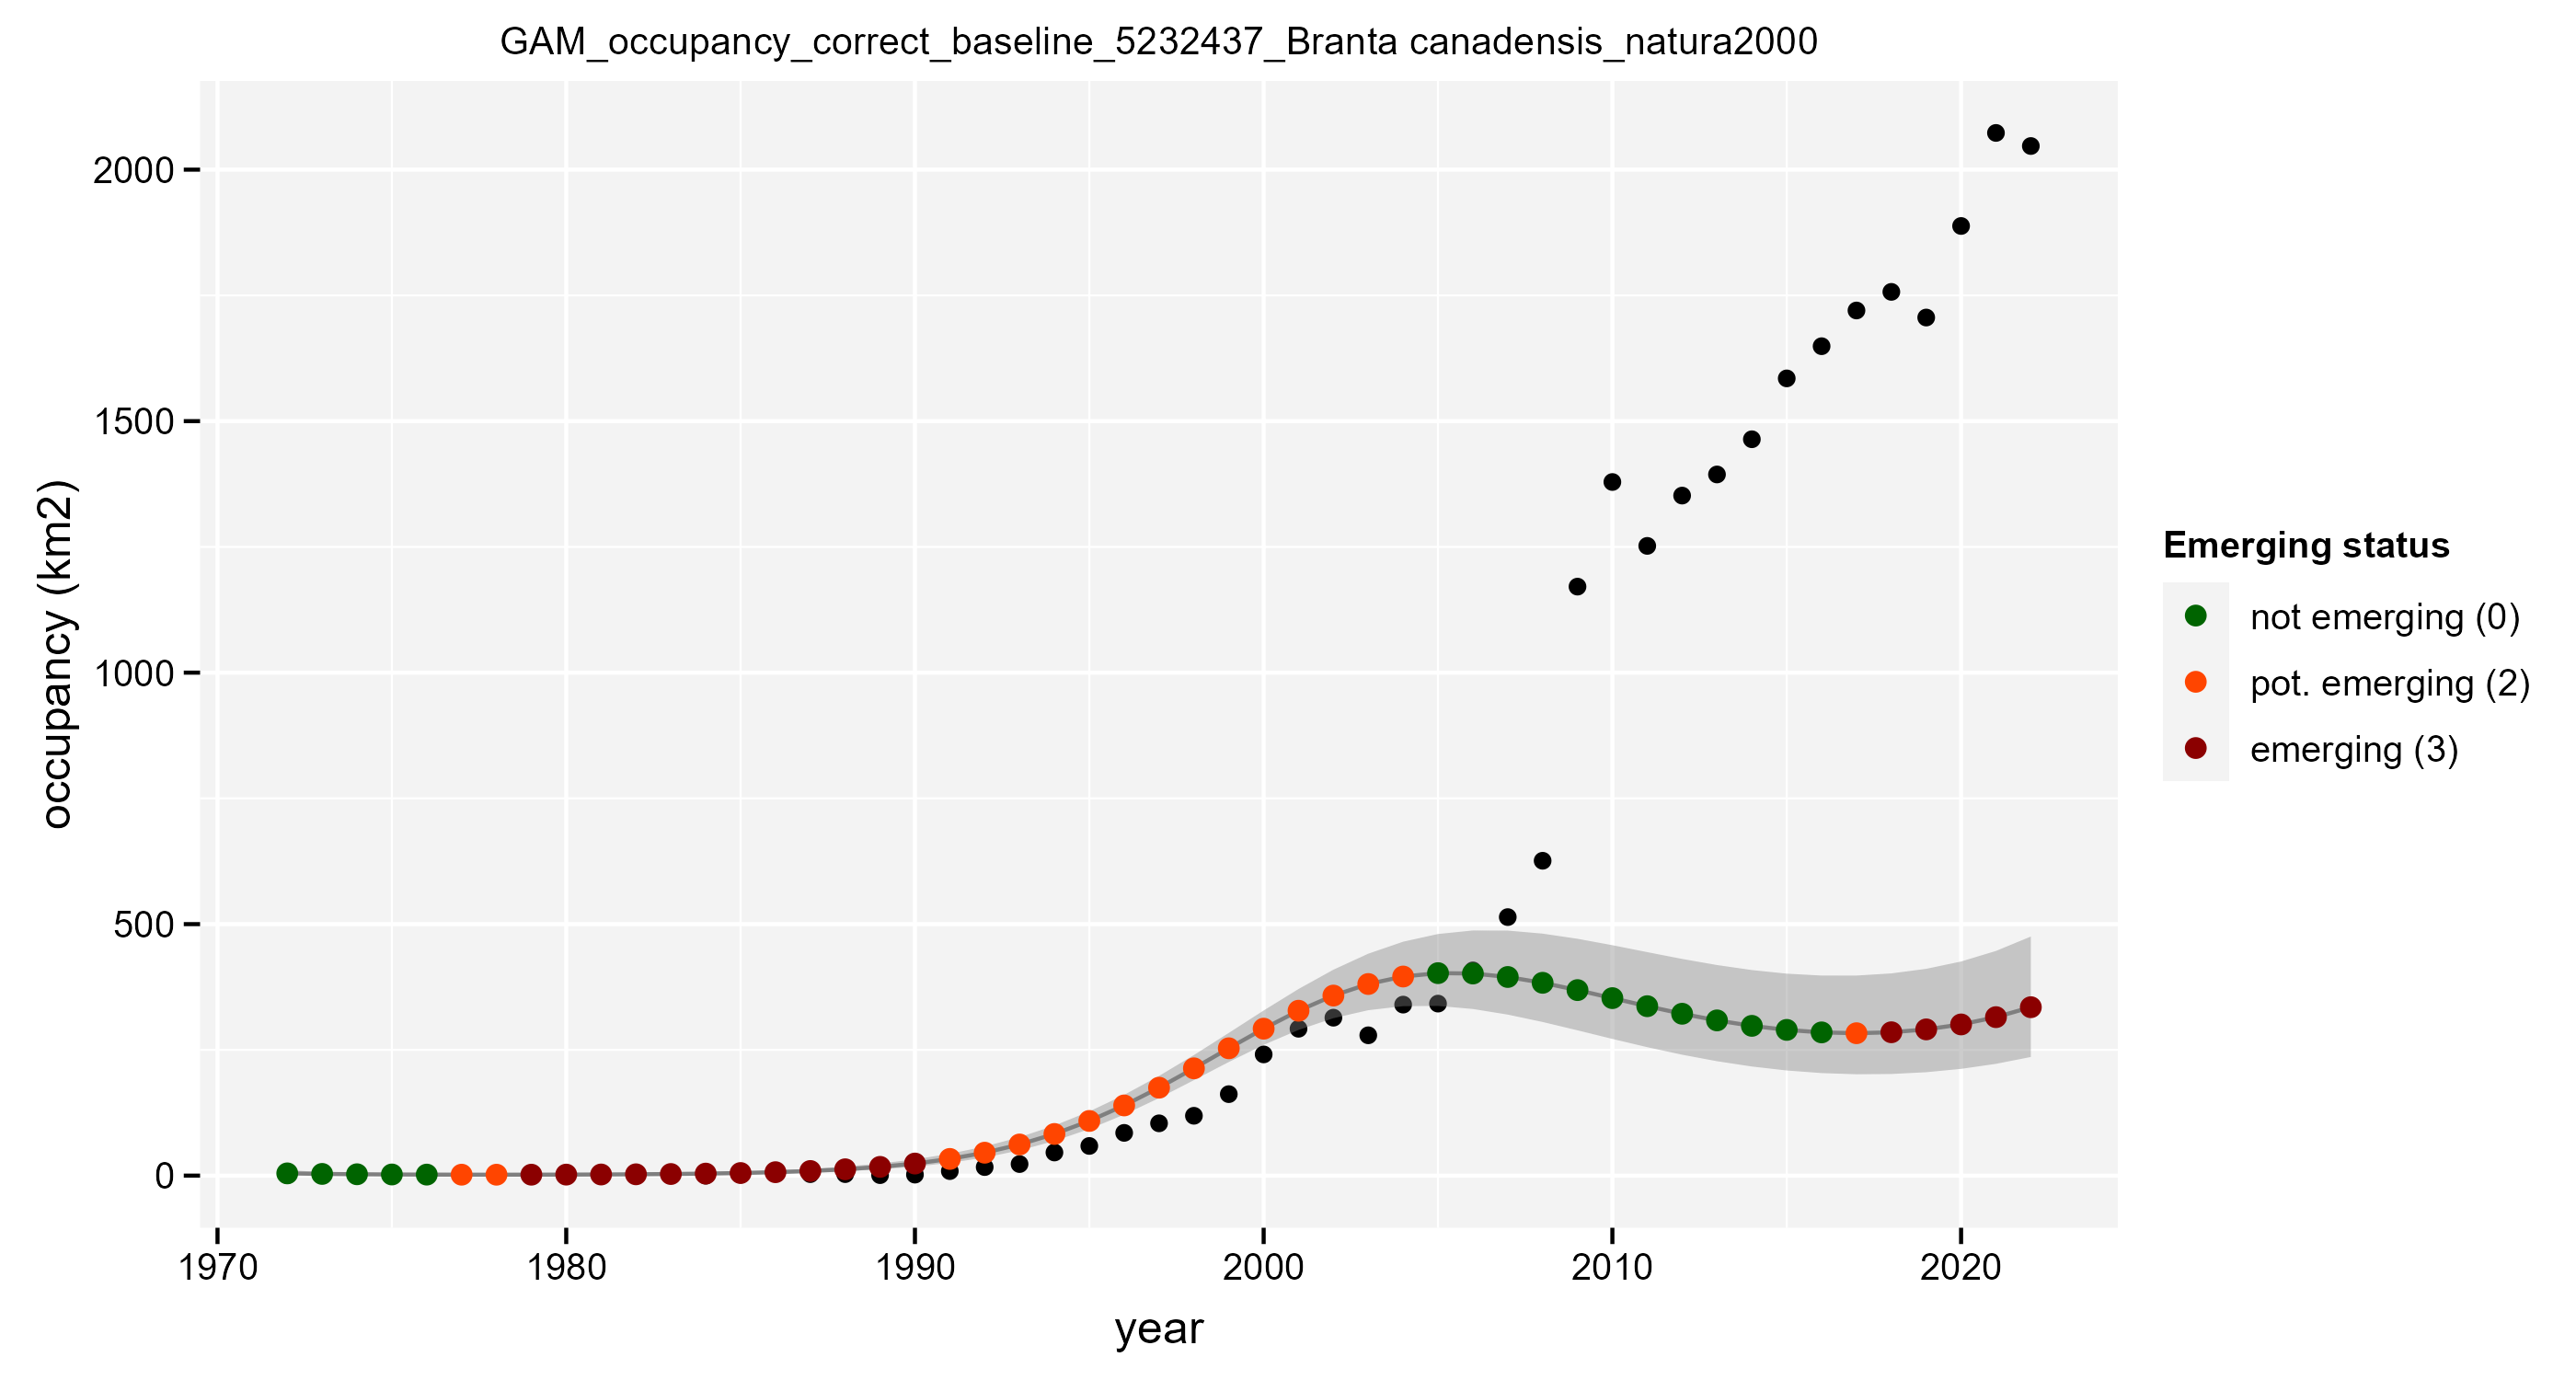 GAM_occupancy_correct_baseline_5232437_Branta canadensis_natura2000
2000
1500
1000
500
0
occupancy (km2)
1970 1980 1990 2000 2010 2020
year
Emerging status
not emerging (0)
pot. emerging (2)
emerging (3)